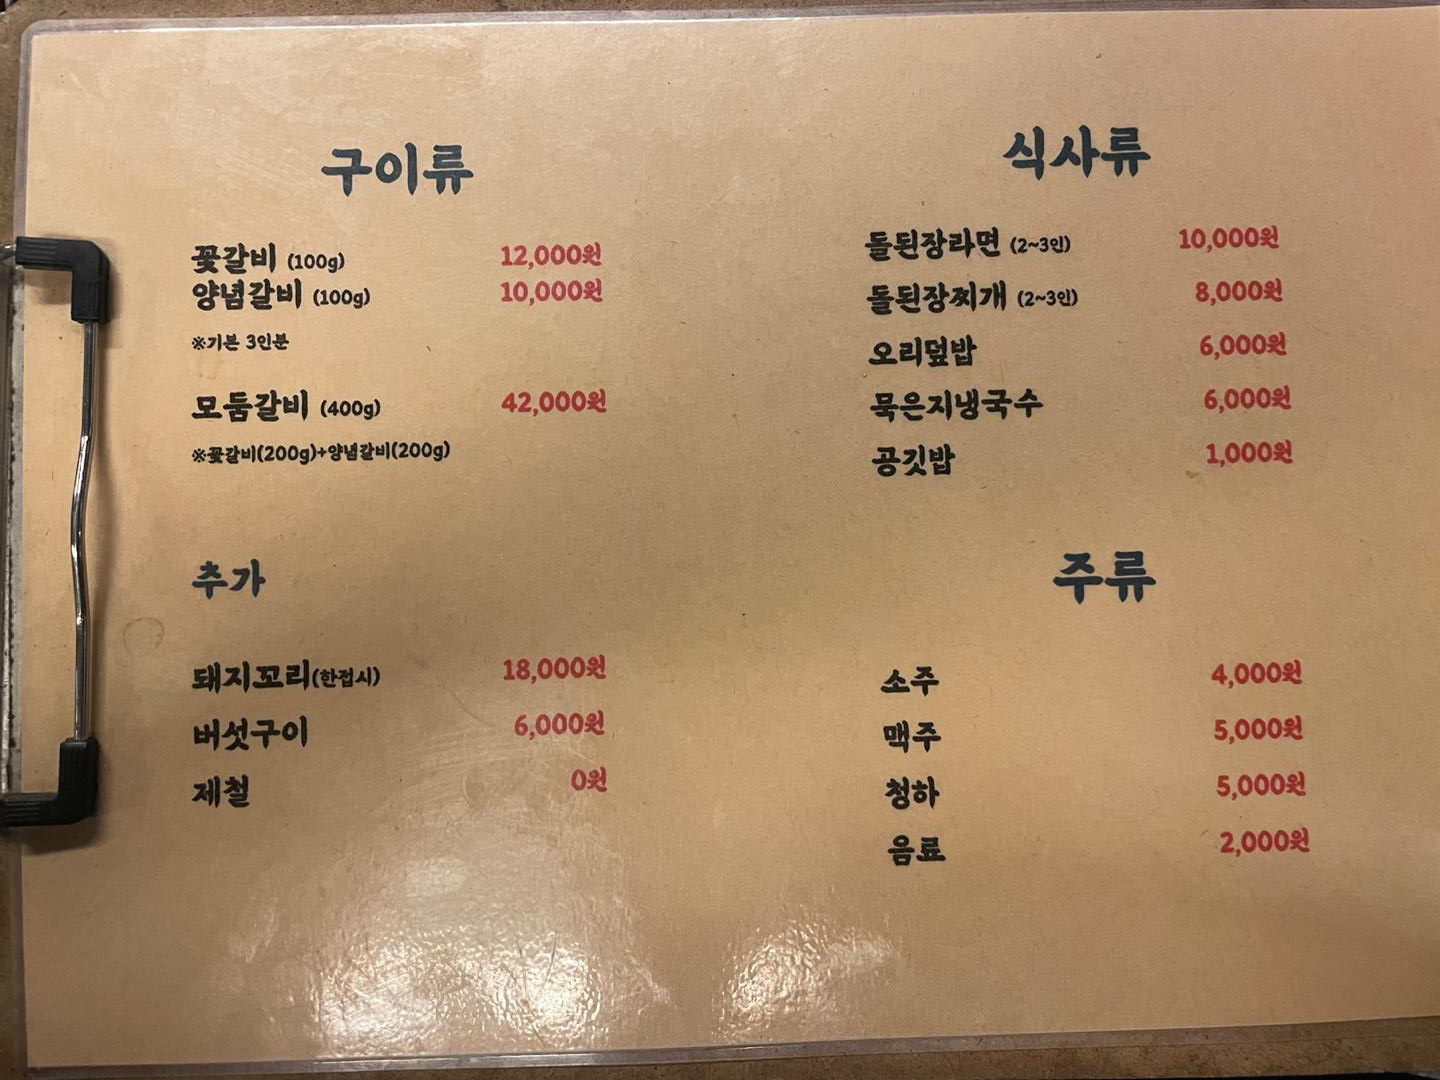 구이류
꽃갈비 (100g) 12,000원
양념갈비 (100g) 10,000원
※기본 3인분
모둠갈비 (400g) 42,000원
※꽃갈비(200g)+양념갈비(200g)
추가
돼지꼬리(한접시) 18,000원
버섯구이 6,000원
제철 0원
식사류
돌된장라면 (2~3인) 10,000원
돌된장찌개 (2~3인) 8,000원
오리덮밥 6,000원
묵은지냉국수 6,000원
공깃밥 1,000원
주류
소주 4,000원
맥주 5,000원
청하 5,000원
음료 2,000원